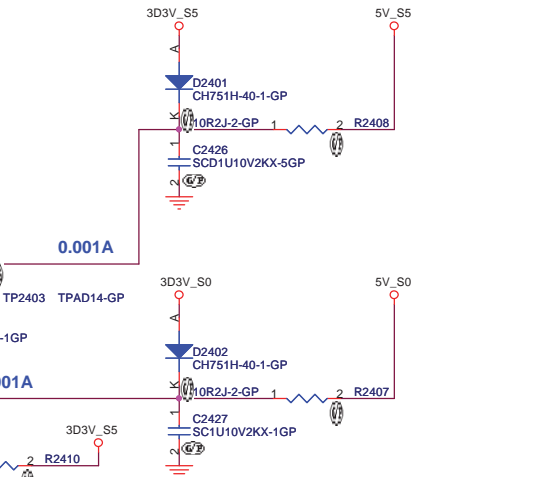 3D3V_S5
5V_S5
A
D2401
CH751H-40-1-GP
K
10R2J-2-GP
1
2
R2408
1
C2426
SCD1U10V2KX-5GP
2
0.001A
TP2403
TPAD14-GP
3D3V_S0
5V_S0
-1GP
A
D2402
CH751H-40-1-GP
01A
K
10R2J-2-GP
1
2
R2407
1
C2427
SC1U10V2KX-1GP
2
3D3V_S5
2
R2410